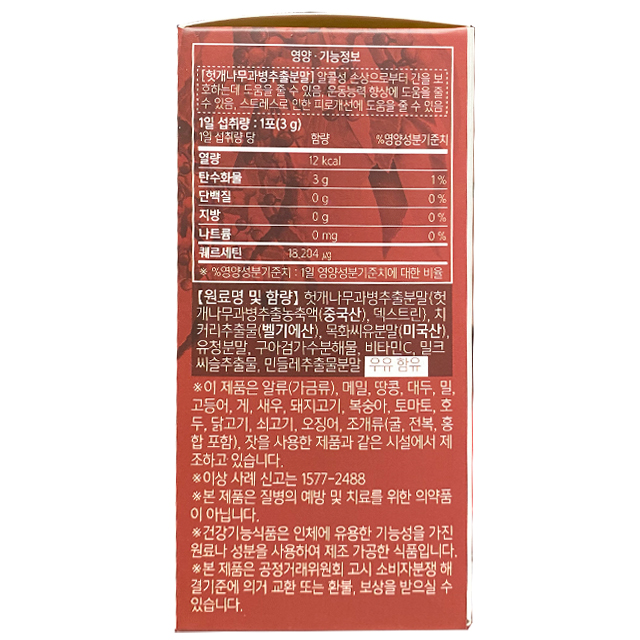 영양·기능정보
[헛개나무과병추출분말] 알콜성 손상으로부터 간을 보
호하는데 도움을 줄 수 있음, 운동능력 향상에 도움을 줄
수 있음, 스트레스로 인한 피로개선에 도움을 줄 수 있음
1일 섭취량 : 1포(3 g)
1일 섭취량 당 함량 %영양성분기준치
열량 12 kcal
탄수화물 3 g 1 %
단백질 0 g 0 %
지방 0 g 0 %
나트륨 0 mg 0 %
퀘르세틴 18,204 ㎍
※ %영양성분기준치 : 1일 영양성분기준치에 대한 비율
[원료명 및 함량] 헛개나무과병추출분말{헛
개나무과병추출농축액(중국산), 덱스트린}, 치
커리추출물(벨기에산), 목화씨유분말(미국산),
유청분말, 구아검가수분해물, 비타민C, 밀크
씨슬추출물, 민들레추출물분말 우유 함유
※이 제품은 알류(가금류), 메밀, 땅콩, 대두, 밀,
고등어, 게, 새우, 돼지고기, 복숭아, 토마토, 호
두, 닭고기, 쇠고기, 오징어, 조개류(굴, 전복, 홍
합 포함), 잣을 사용한 제품과 같은 시설에서 제
조하고 있습니다.
※이상 사례 신고는 1577-2488
※본 제품은 질병의 예방 및 치료를 위한 의약품
이 아닙니다.
※건강기능식품은 인체에 유용한 기능성을 가진
원료나 성분을 사용하여 제조 가공한 식품입니다.
※본 제품은 공정거래위원회 고시 소비자분쟁 해
결기준에 의거 교환 또는 환불, 보상을 받으실 수
있습니다.